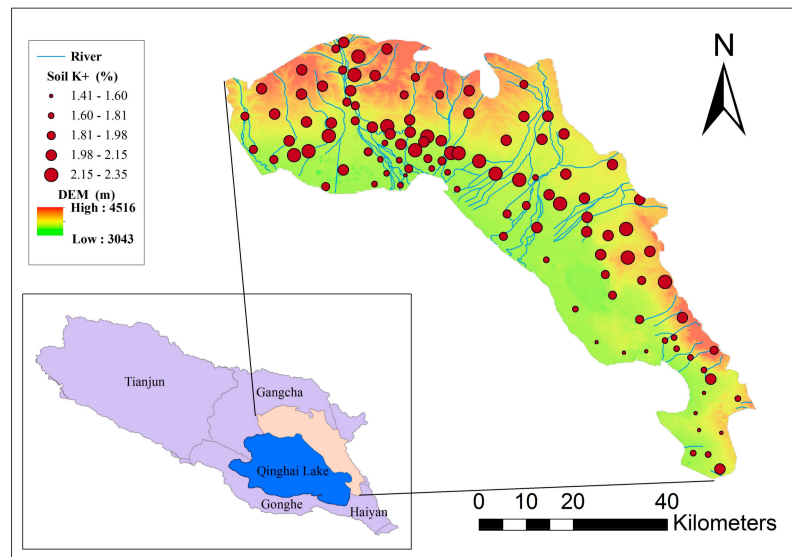 River
Soil K+ (%)
1.41 - 1.60
1.60 - 1.81
1.81 - 1.98
1.98 - 2.15
2.15 - 2.35
DEM (m)
High : 4516
Low : 3043
N
Tianjun
Gangcha
Qinghai Lake
Gonghe
Haiyan
0 10 20 40
Kilometers